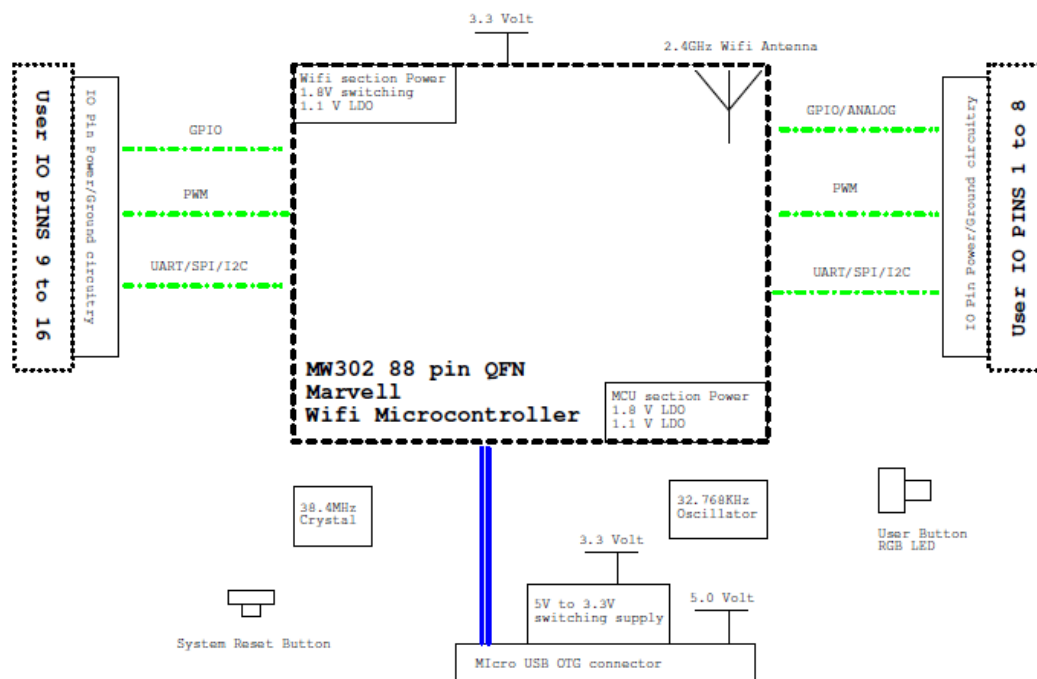 3.3 Volt
2.4GHz Wifi Antenna
Wifi section Power
1.8V switching
1.1 V LDO
User IO PINS 9 to 16
IO Pin Power/Ground circuitry
GPIO
PWM
UART/SPI/I2C
GPIO/ANALOG
PWM
UART/SPI/I2C
IO Pin Power/Ground circuitry
User IO PINS 1 to 8
MW302 88 pin QFN
Marvell
Wifi Microcontroller
MCU section Power
1.8 V LDO
1.1 V LDO
38.4MHz
Crystal
32.768KHz
Oscillator
User Button
RGB LED
3.3 Volt
5V to 3.3V
switching supply
5.0 Volt
System Reset Button
MIcro USB OTG connector